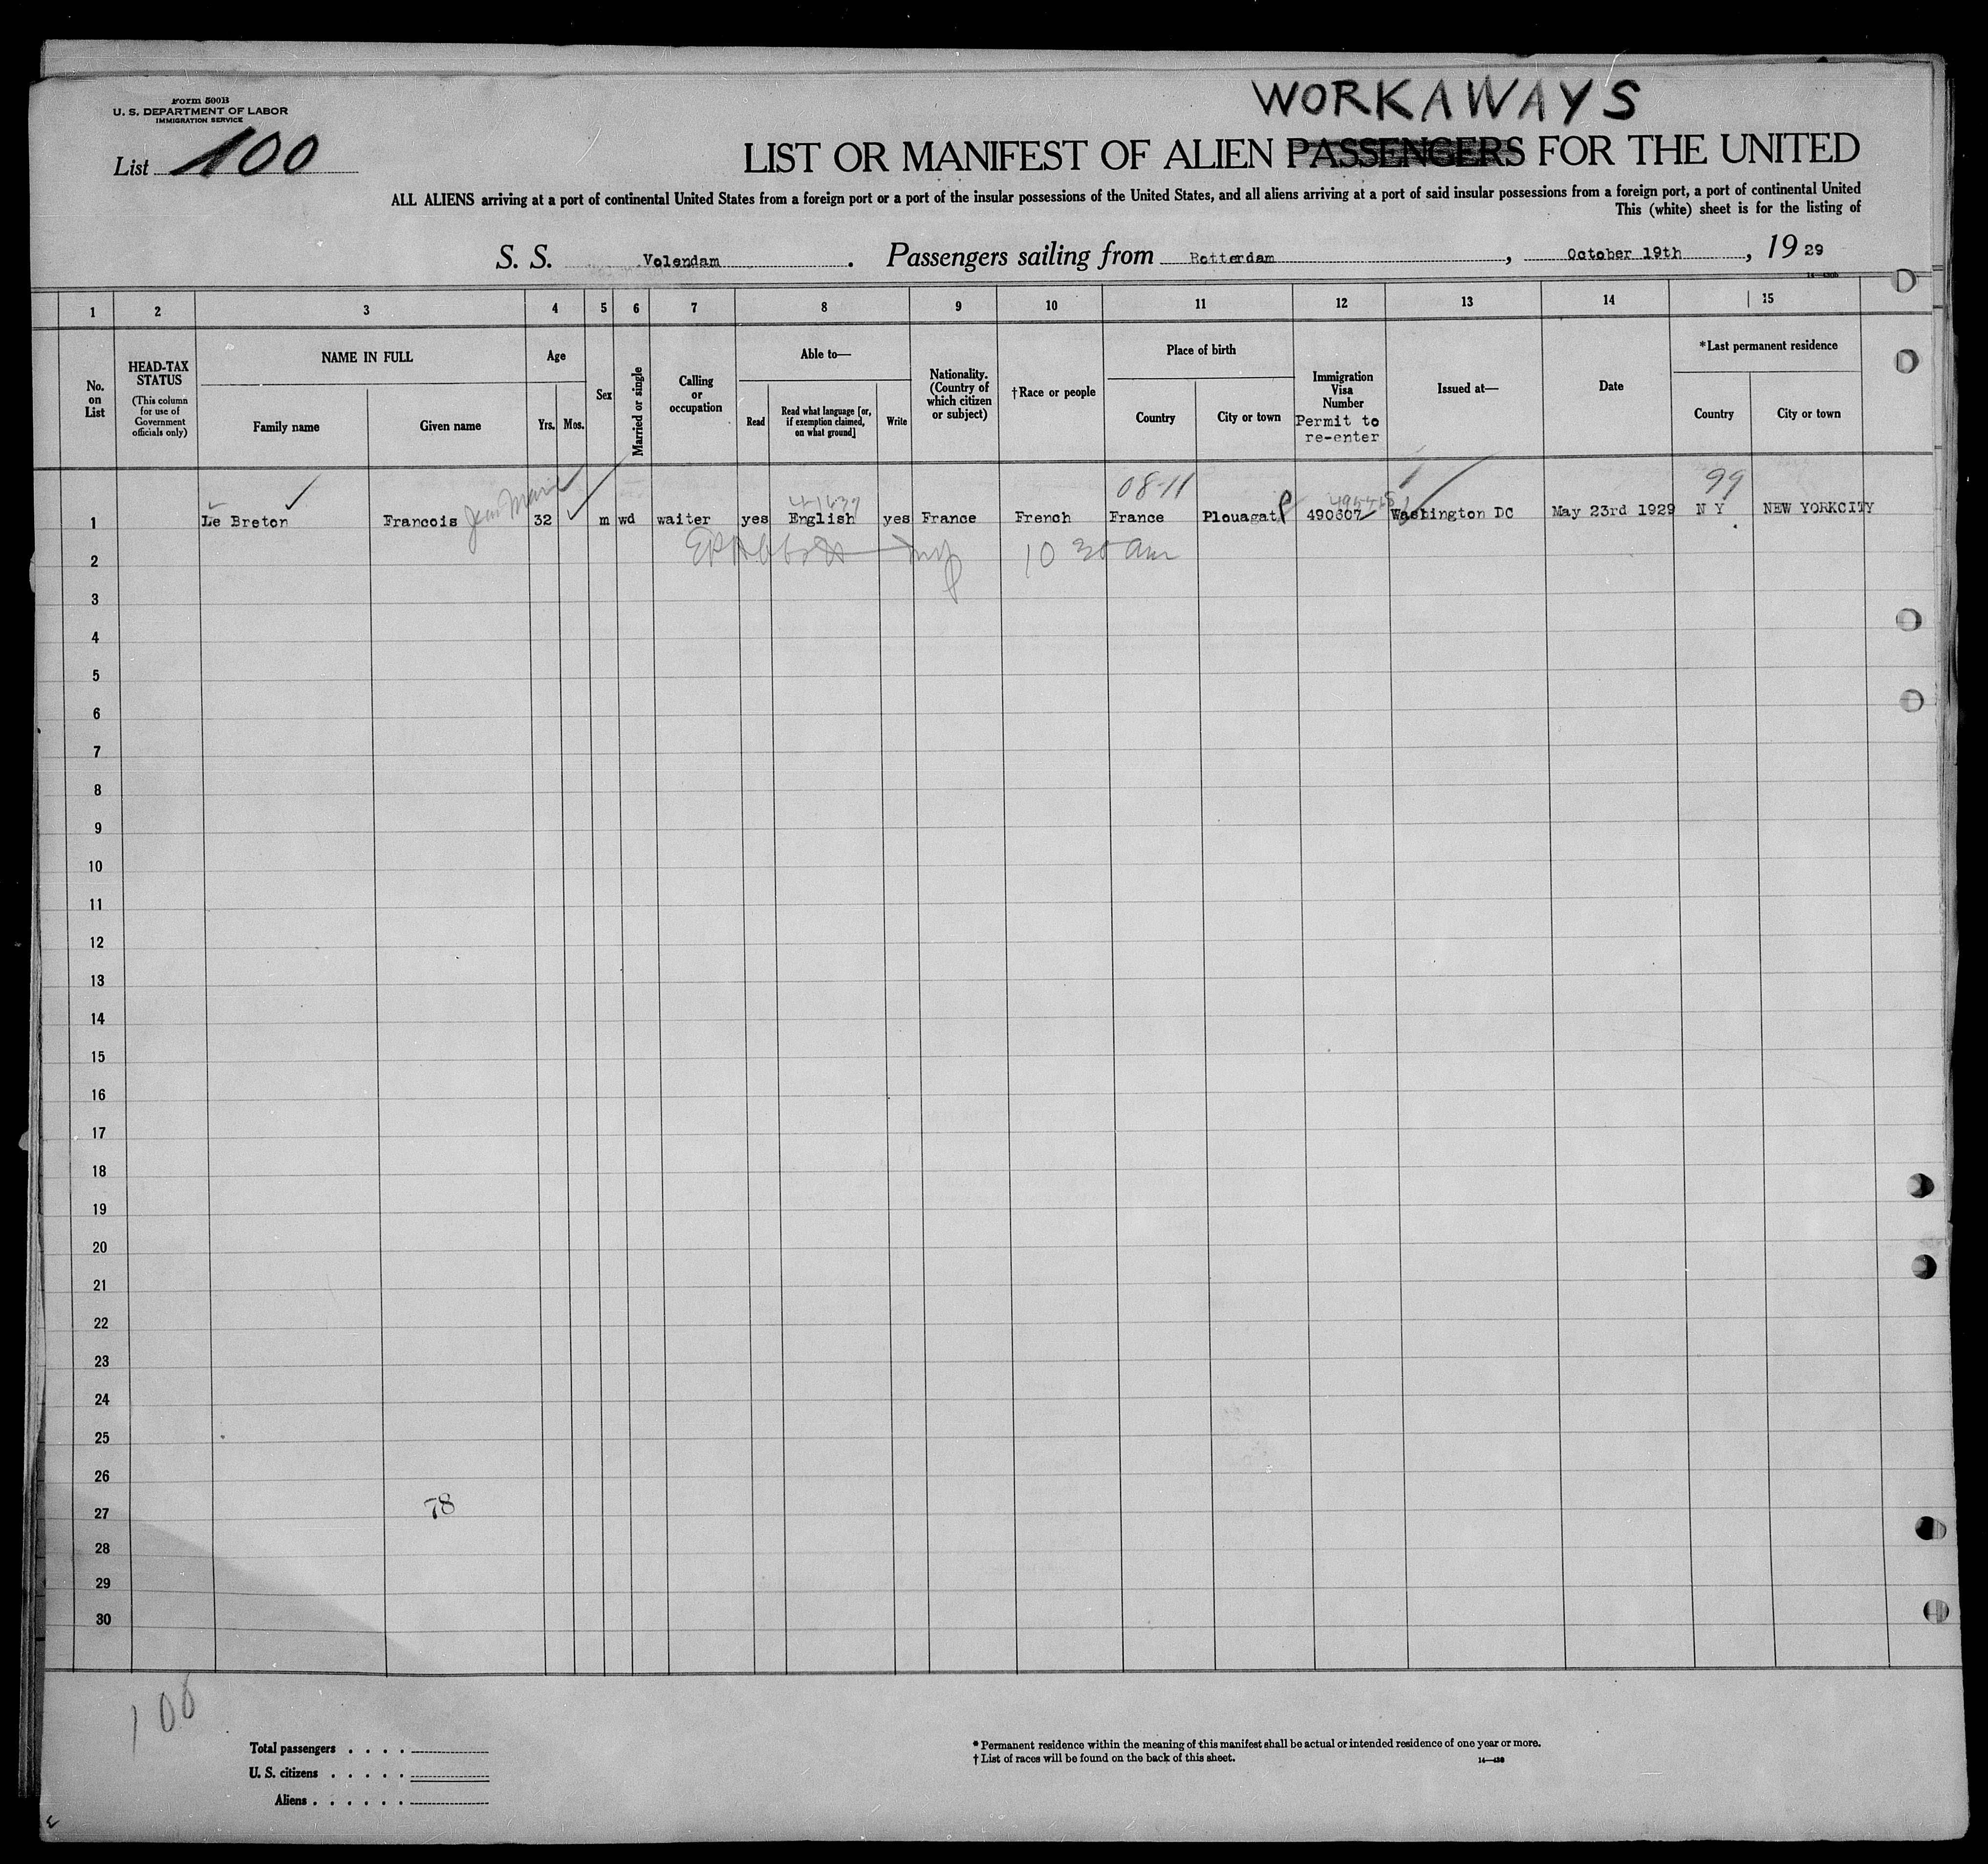 Form 500B
U. S. DEPARTMENT OF LABOR
IMMIGRATION SERVICE
List 100
WORKAWAYS
LIST OR MANIFEST OF ALIEN PASSENGERS FOR THE UNITED
ALL ALIENS arriving at a port of continental United States from a foreign port or a port of the insular possessions of the United States, and all aliens arriving at a port of said insular possessions from a foreign port, a port of continental United
This (white) sheet is for the listing of
S. S. Volendam. Passengers sailing from Rotterdam, October 19th, 1929
1 2 3 4 5 6 7 8 9 10 11 12 13 14 15
No. on List
HEAD-TAX STATUS
(This column for use of Government officials only)
NAME IN FULL
Family name
Given name
Age
Yrs.
Mos.
Sex
Married or single
Calling or occupation
Able to—
Read
Read what language [or, if exemption claimed, on what ground]
Write
Nationality. (Country of which citizen or subject)
†Race or people
Place of birth
Country
City or town
Immigration Visa Number
Permit to re-enter
Issued at—
Date
*Last permanent residence
Country
City or town
08-11 99
1 Le Breton Francois Jean Marie 32 m wd waiter yes English yes France French France Plouagat 490607 Washington DC May 23rd 1929 N Y NEW YORKCITY
2 10 30 am
3
4
5
6
7
8
9
10
11
12
13
14
15
16
17
18
19
20
21
22
23
24
25
26
27 78
28
29
30
100
Total passengers . . . .
U. S. citizens . . . . .
Aliens . . . . . .
* Permanent residence within the meaning of this manifest shall be actual or intended residence of one year or more.
† List of races will be found on the back of this sheet.